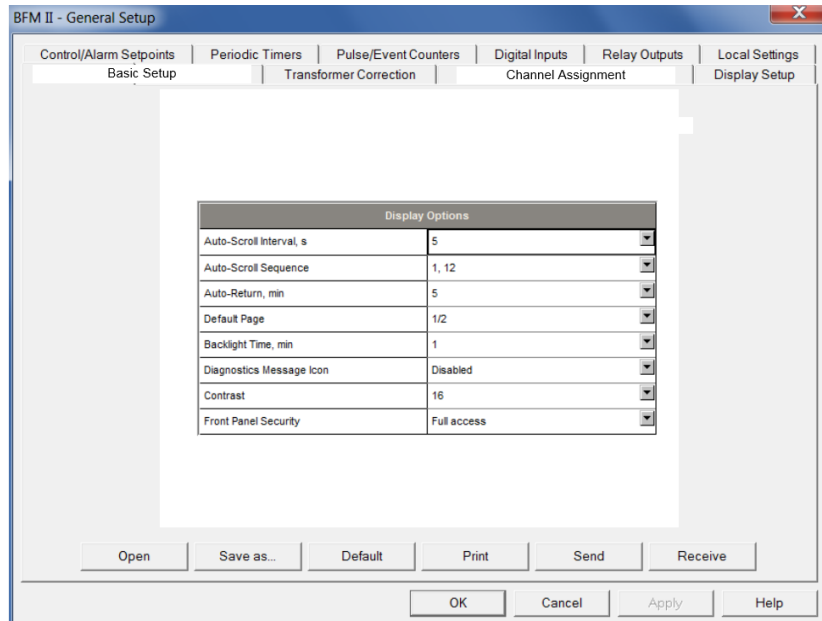 BFM II - General Setup
Control/Alarm Setpoints Periodic Timers Pulse/Event Counters Digital Inputs Relay Outputs Local Settings
Basic Setup Transformer Correction Channel Assignment Display Setup
Display Options
Auto-Scroll Interval, s 5
Auto-Scroll Sequence 1, 12
Auto-Return, min 5
Default Page 1/2
Backlight Time, min 1
Diagnostics Message Icon Disabled
Contrast 16
Front Panel Security Full access
Open Save as... Default Print Send Receive
OK Cancel Apply Help